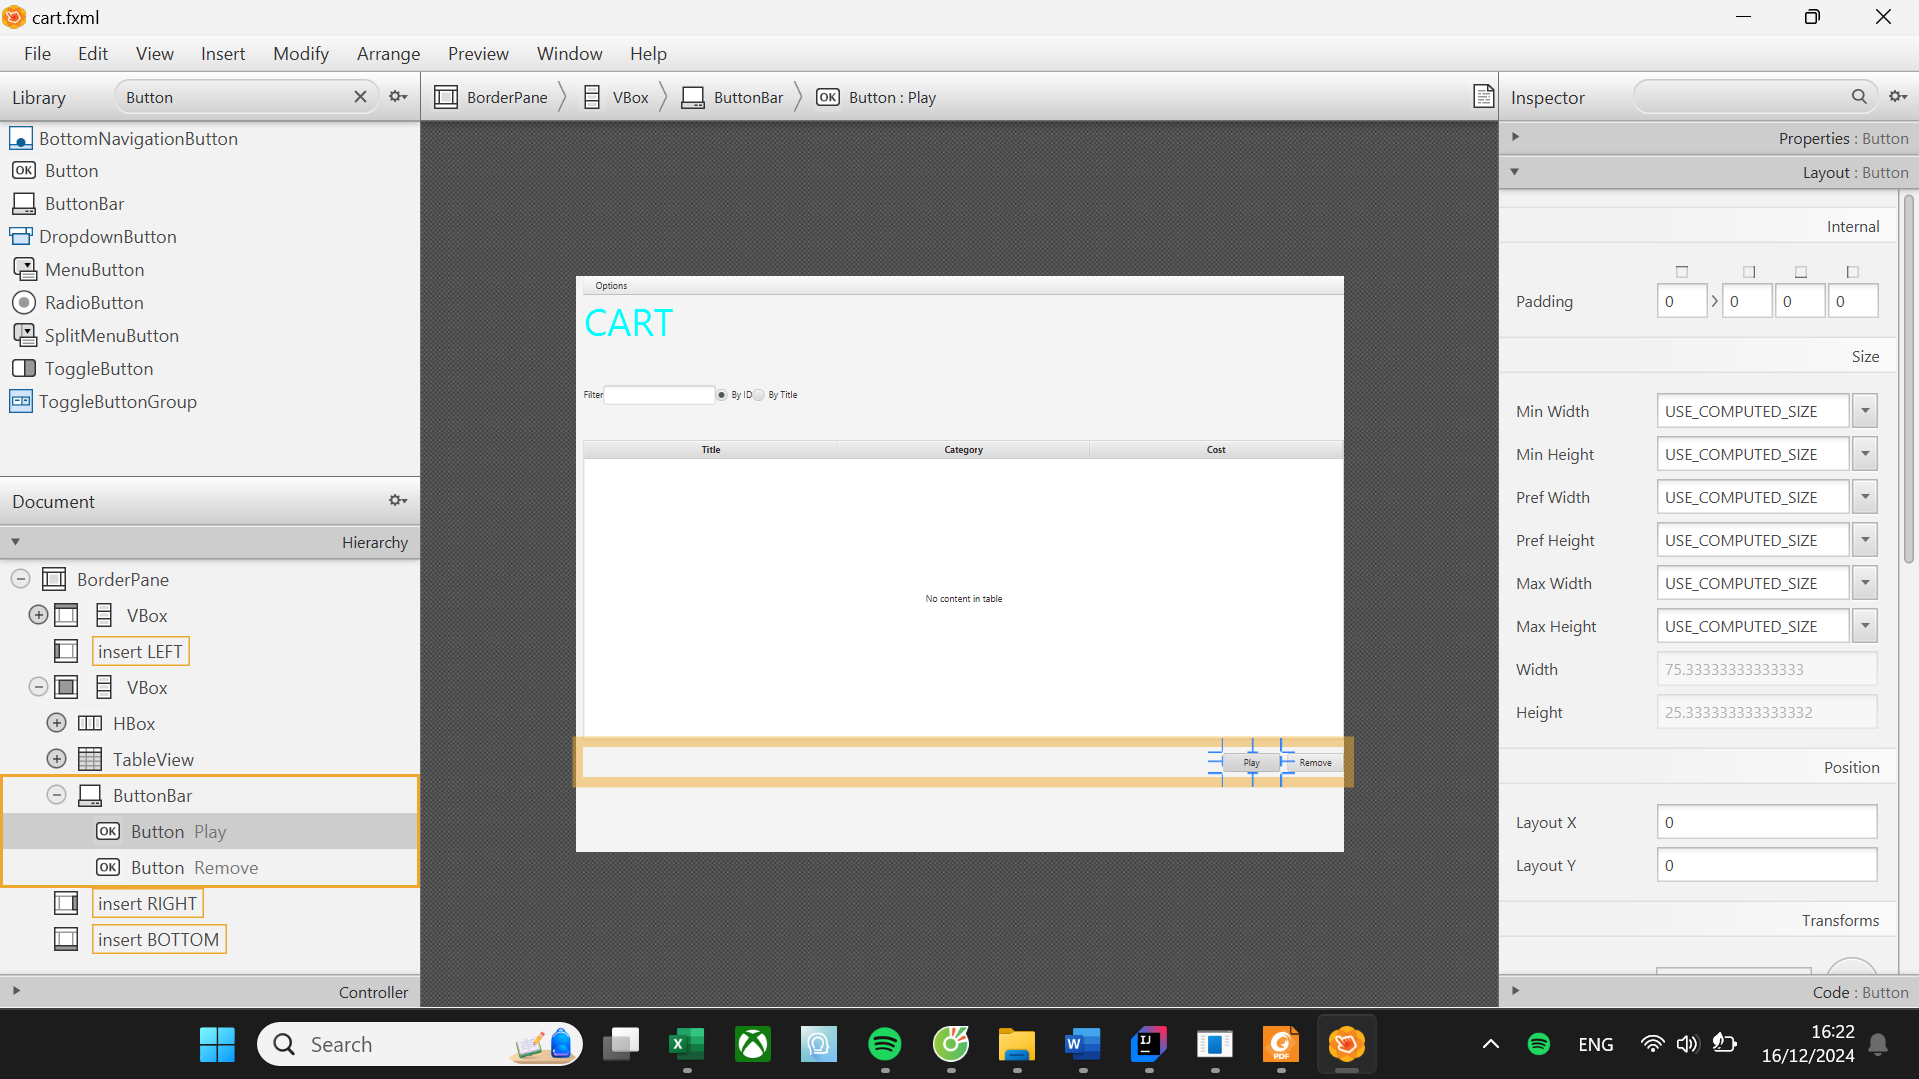 cart.fxml
File Edit View Insert Modify Arrange Preview Window Help
Library Button
BorderPane VBox ButtonBar OK Button : Play
Inspector
BottomNavigationButton
OK Button
ButtonBar
DropdownButton
MenuButton
RadioButton
SplitMenuButton
ToggleButton
ToggleButtonGroup
Document
Hierarchy
BorderPane
VBox
insert LEFT
VBox
HBox
TableView
ButtonBar
OK Button Play
OK Button Remove
insert RIGHT
insert BOTTOM
Controller
Options
CART
Filter By ID By Title
Title Category Cost
No content in table
Play Remove
Properties : Button
Layout : Button
Internal
Padding 0 0 0 0
Size
Min Width USE_COMPUTED_SIZE
Min Height USE_COMPUTED_SIZE
Pref Width USE_COMPUTED_SIZE
Pref Height USE_COMPUTED_SIZE
Max Width USE_COMPUTED_SIZE
Max Height USE_COMPUTED_SIZE
Width 75.33333333333333
Height 25.333333333333332
Position
Layout X 0
Layout Y 0
Transforms
Code : Button
Search
ENG
16:22
16/12/2024